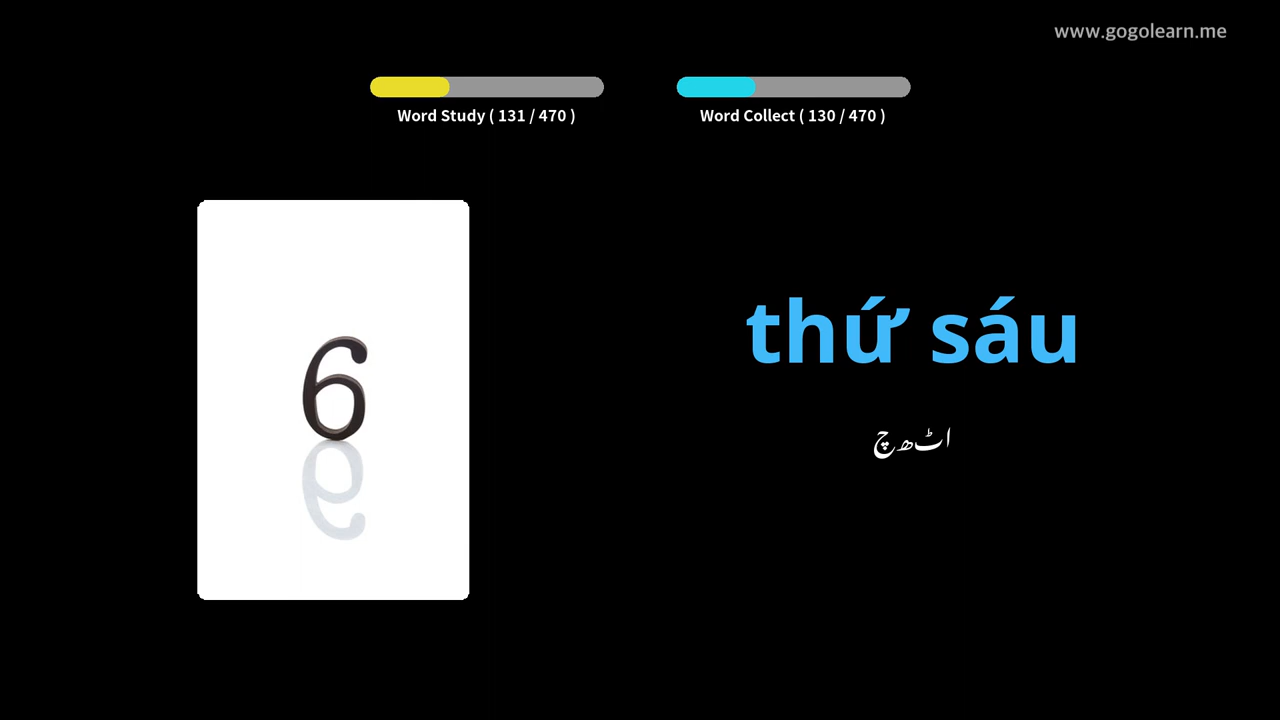 www.gogolearn.me
Word Study ( 131 / 470 )
Word Collect ( 130 / 470 )
6
thứ sáu
اٹھچ